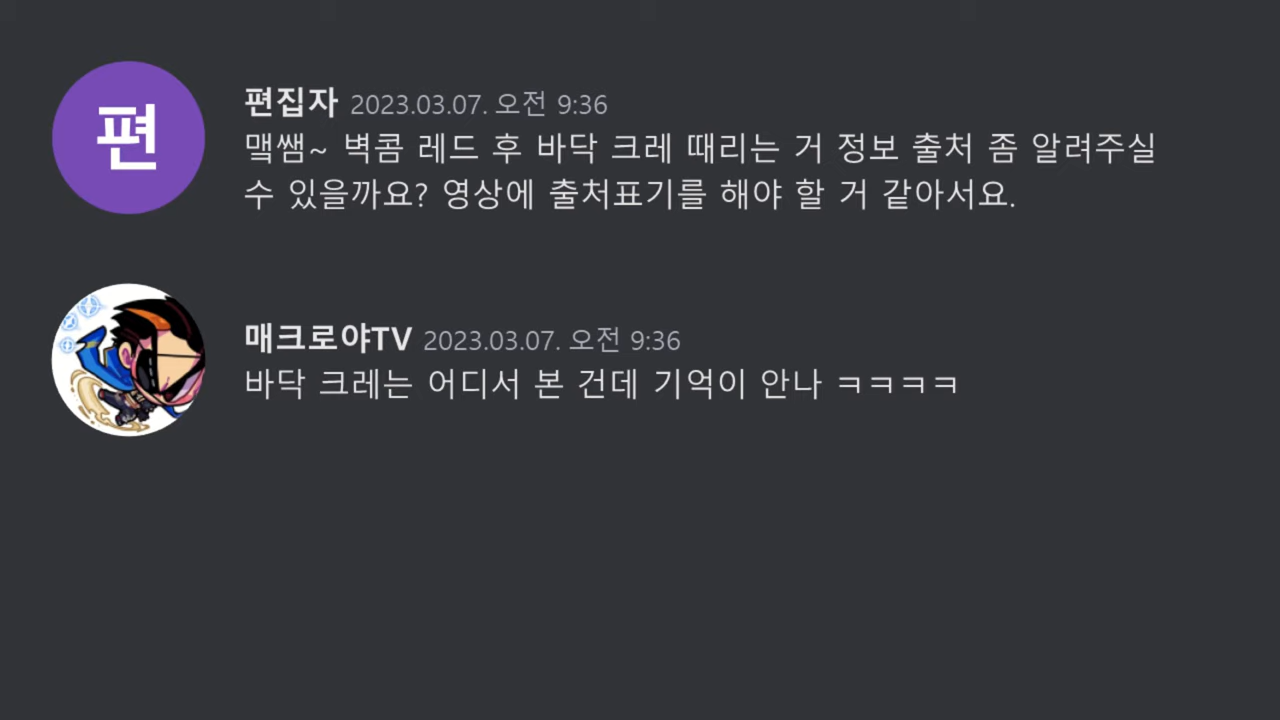 편
편집자 2023.03.07. 오전 9:36
맥쌤~ 벽콤 레드 후 바닥 크레 때리는 거 정보 출처 좀 알려주실
수 있을까요? 영상에 출처표기를 해야 할 거 같아서요.
매크로야TV 2023.03.07. 오전 9:36
바닥 크레는 어디서 본 건데 기억이 안나 ㅋㅋㅋㅋ